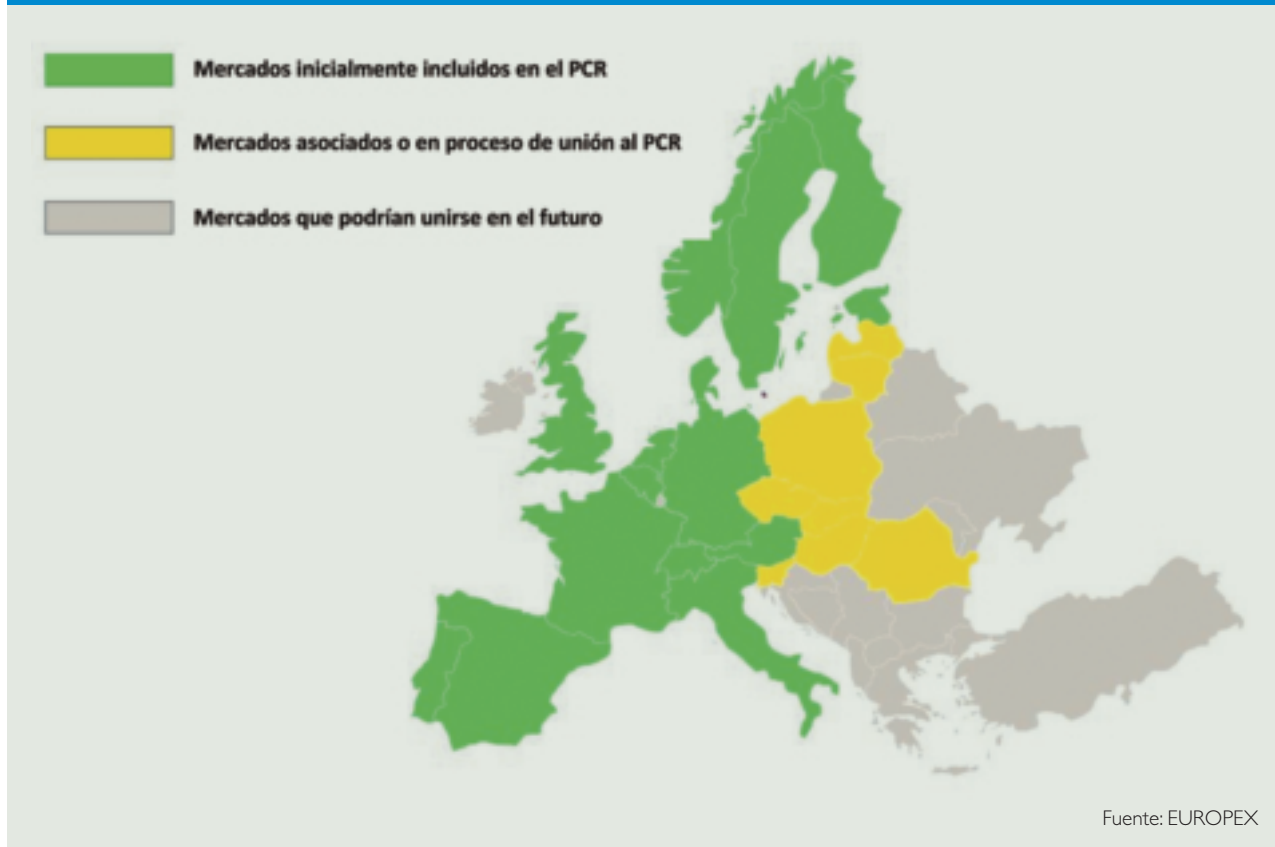 Mercados inicialmente incluidos en el PCR
Mercados asociados o en proceso de unión al PCR
Mercados que podrían unirse en el futuro
Fuente: EUROPEX